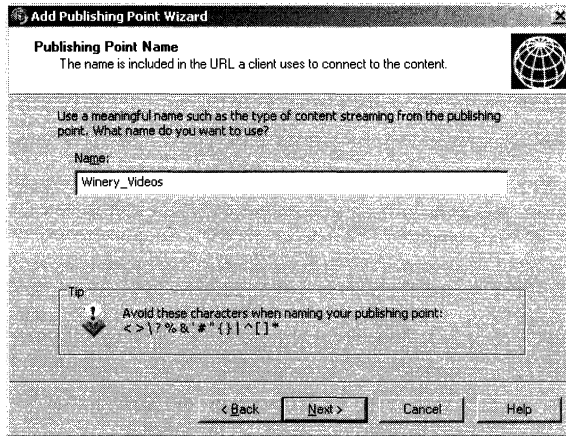 Add Publishing Point Wizard
Publishing Point Name
The name is included in the URL a client uses to connect to the content.
Use a meaningful name such as the type of content streaming from the publishing
point. What name do you want to use?
Name:
Winery_Videos
Tip
Avoid these characters when naming your publishing point:
< > \ ? % & ' # " { } | ^ [ ] *
< Back
Next >
Cancel
Help